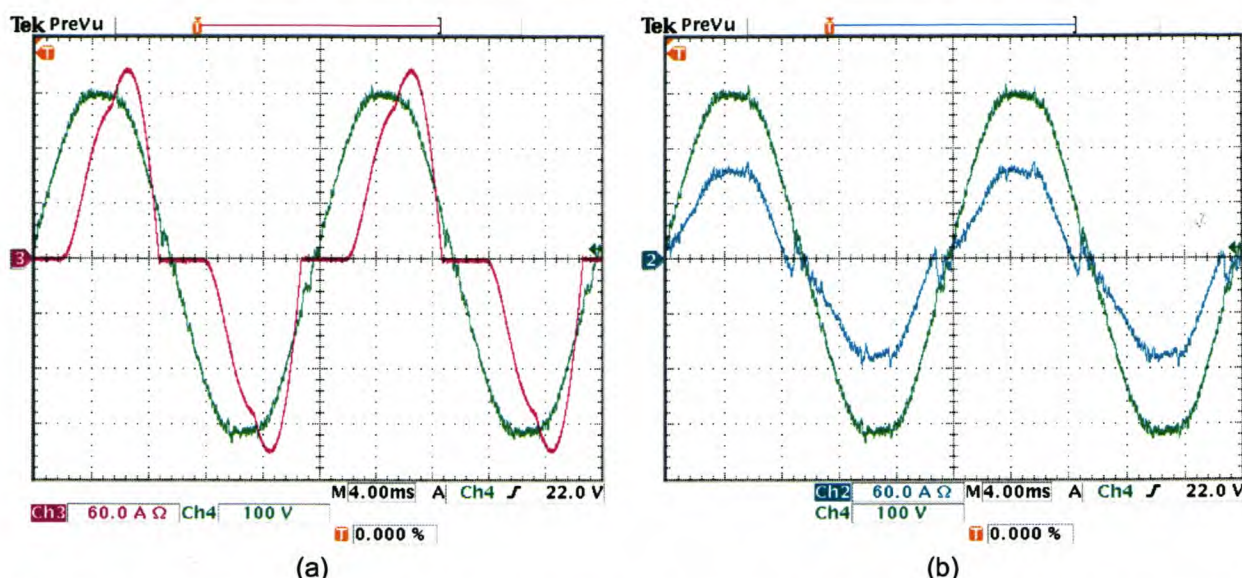 Tek PreVu
T
T
3
M 4.00ms A Ch4 ʃ 22.0 V
Ch3 60.0 A Ω Ch4 100 V
T 0.000 %
(a)
Tek PreVu
T
T
2
Ch2 60.0 A Ω M 4.00ms A Ch4 ʃ 22.0 V
Ch4 100 V
T 0.000 %
(b)